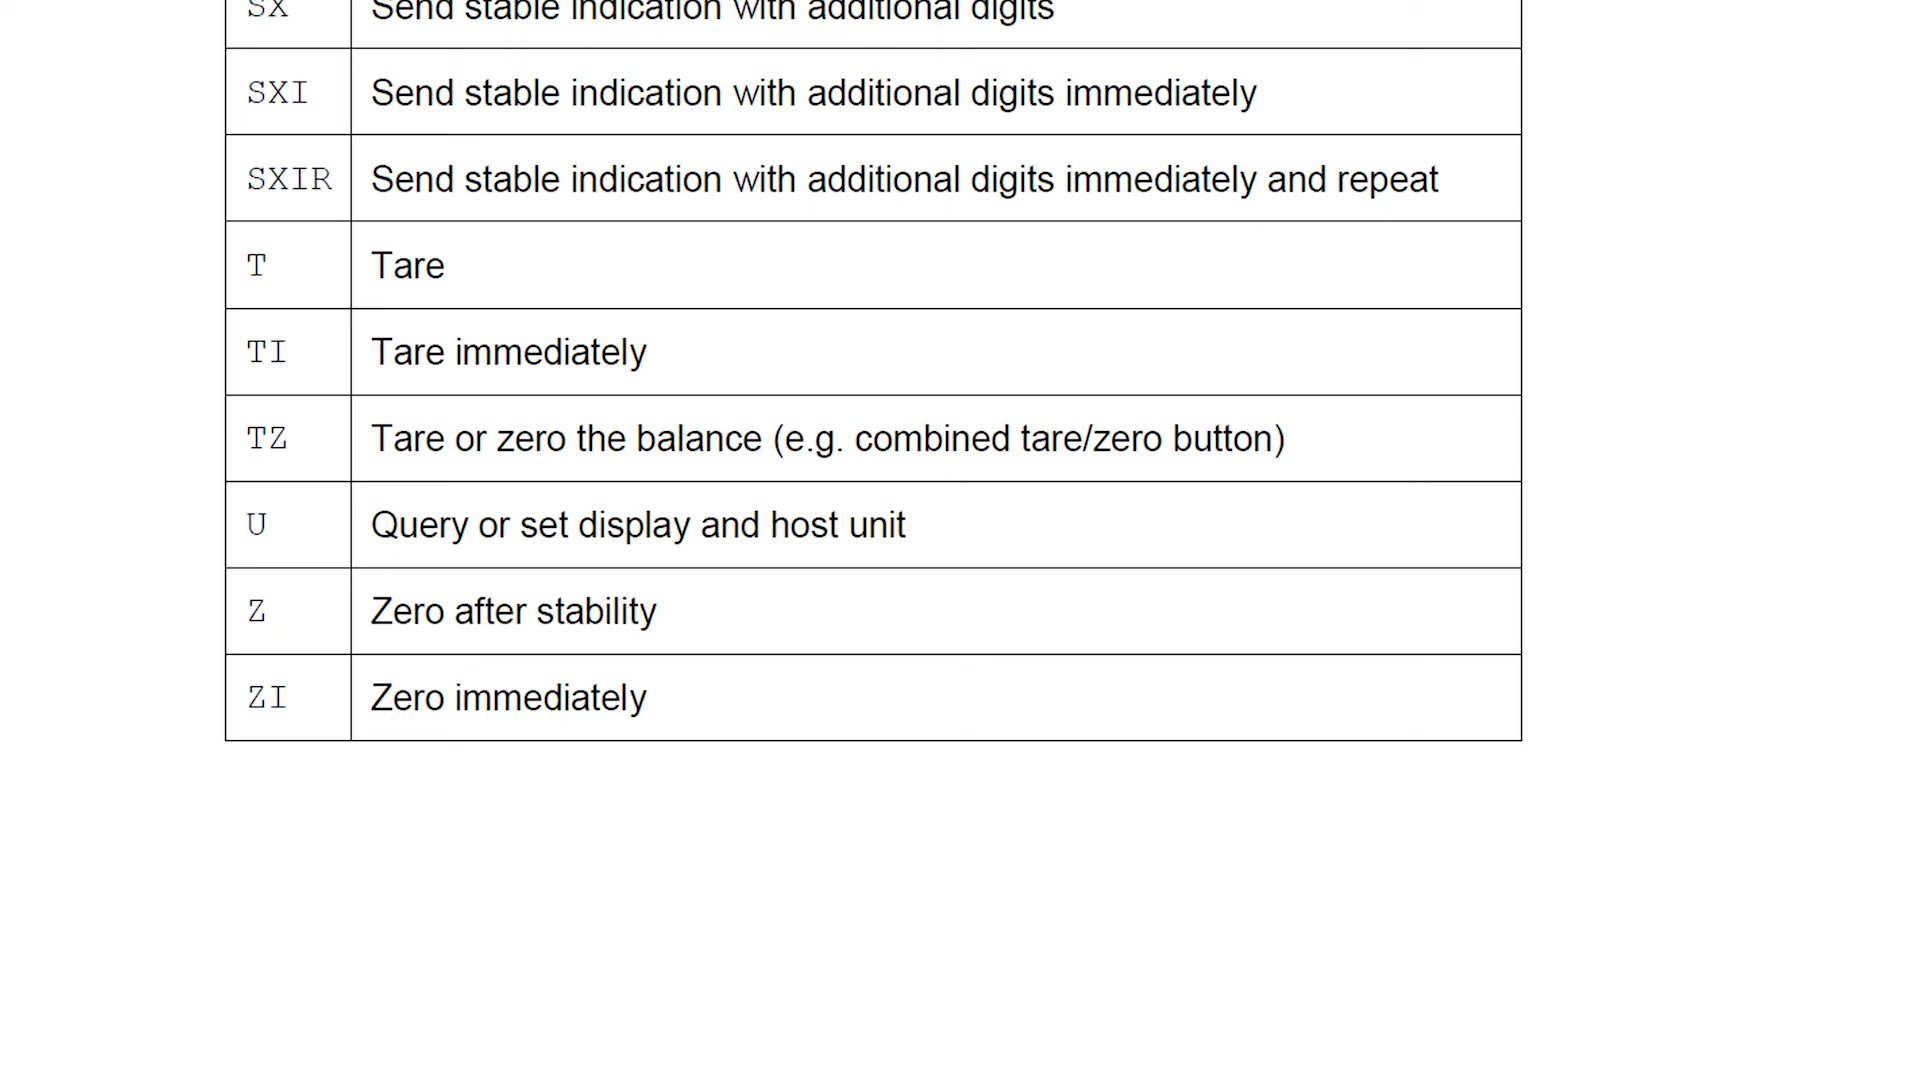 SX Send stable indication with additional digits
SXI Send stable indication with additional digits immediately
SXIR Send stable indication with additional digits immediately and repeat
T Tare
TI Tare immediately
TZ Tare or zero the balance (e.g. combined tare/zero button)
U Query or set display and host unit
Z Zero after stability
ZI Zero immediately